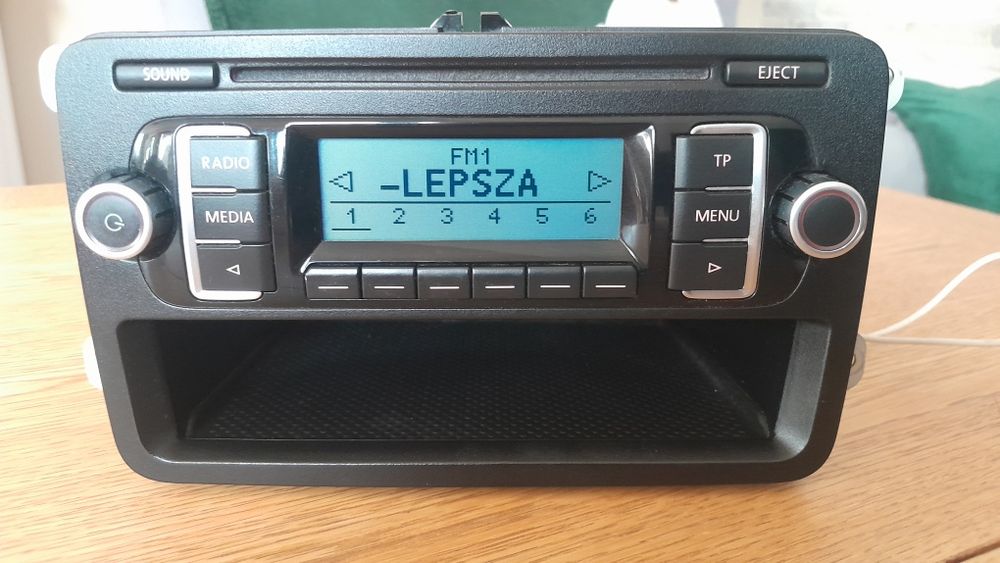 SOUND
EJECT
RADIO
MEDIA
FM1
-LEPSZA
1 2 3 4 5 6
TP
MENU